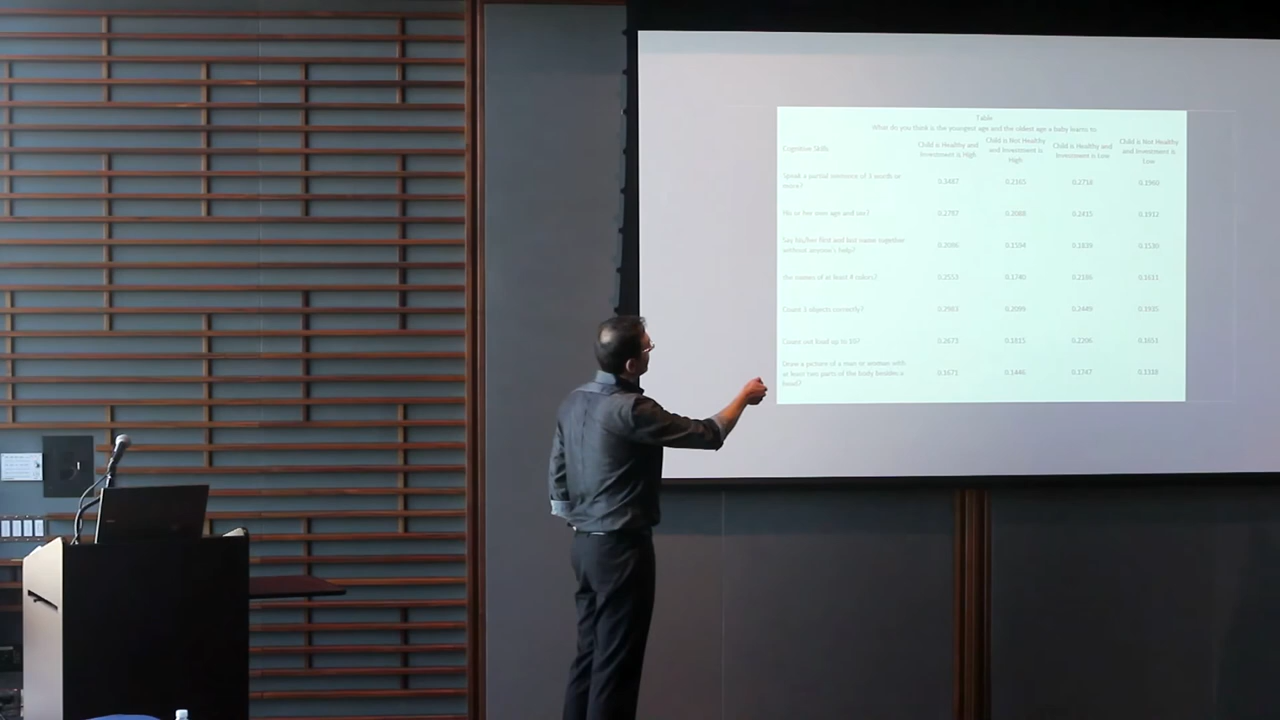 Table
What do you think is the youngest age and the oldest age a baby learns to:
Cognitive Skills
Child is Healthy and Investment is High
Child is Not Healthy and Investment is High
Child is Healthy and Investment is Low
Child is Not Healthy and Investment is Low
Speak a partial sentence of 3 words or more?
0.2165 0.2718 0.1960
his or her own age and sex?
0.2787 0.2088 0.2415 0.1912
Say his/her first and last name together without anyone's help?
0.2086 0.1594 0.1839 0.1530
the names of at least 4 colors?
0.2553 0.1740 0.2186 0.1611
Count 3 objects correctly?
0.2983 0.2099 0.2449 0.1935
Count out loud up to 10?
0.2673 0.1815 0.2206 0.1651
Draw a picture of a man or woman with at least two parts of the body besides a head?
0.1671 0.1446 0.1747 0.1318